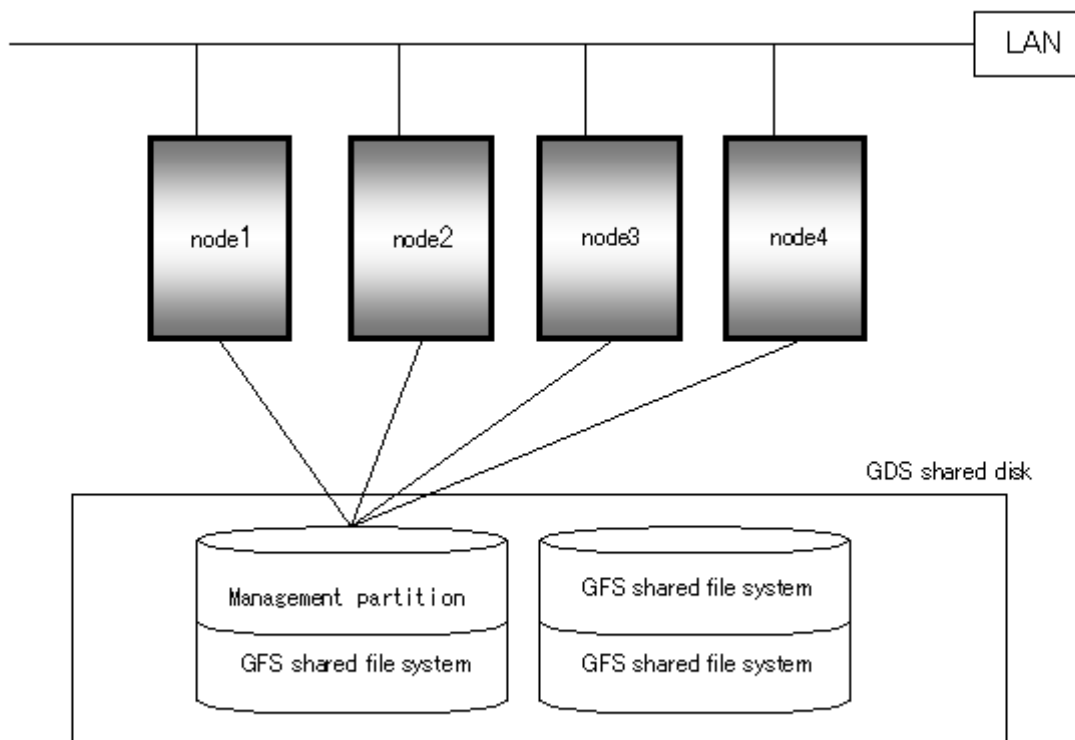 LAN
node1
node2
node3
node4
GDS shared disk
Management partition
GFS shared file system
GFS shared file system
GFS shared file system